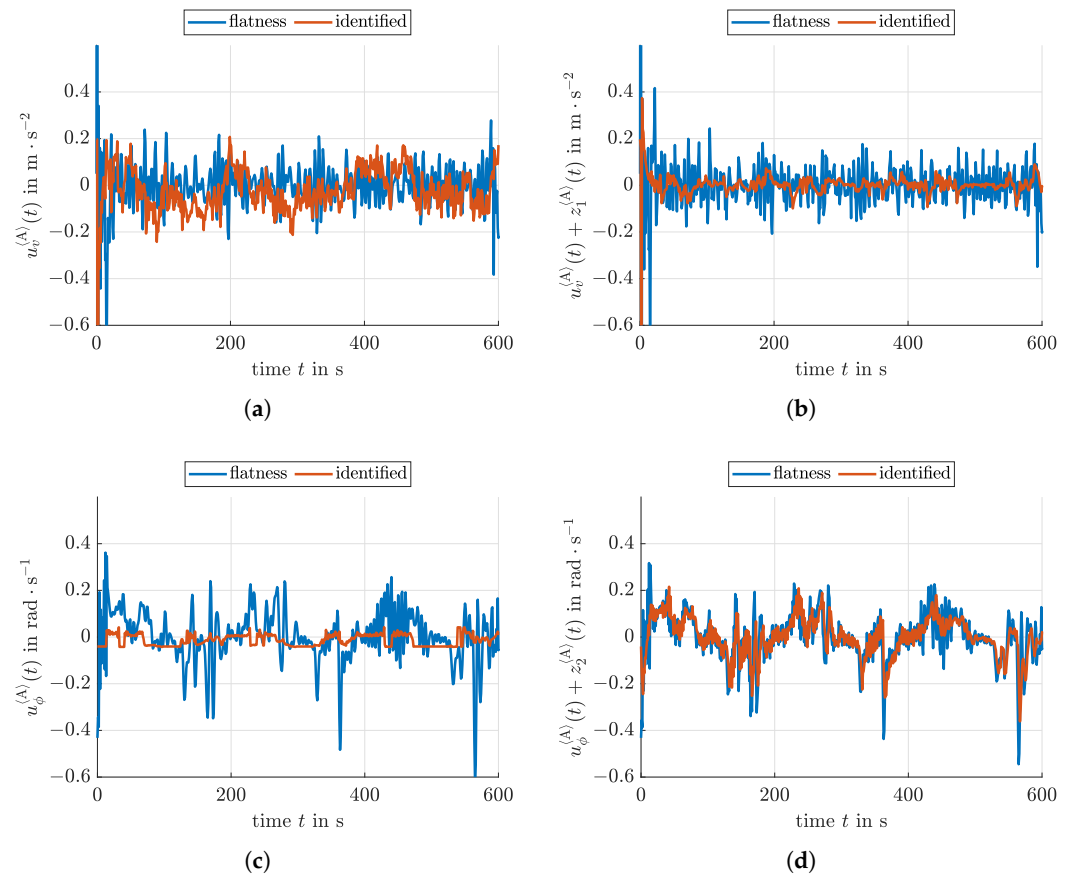 flatness identified
flatness identified
u_v^⟨A⟩(t) in m · s⁻²
0.4
0.2
0
−0.2
−0.4
−0.6
0 200 400 600
time t in s
(a)
u_v^⟨A⟩(t) + z_1^⟨A⟩(t) in m · s⁻²
0.4
0.2
0
−0.2
−0.4
−0.6
0 200 400 600
time t in s
(b)
flatness identified
flatness identified
u_ϕ^⟨A⟩(t) in rad · s⁻¹
0.4
0.2
0
−0.2
−0.4
−0.6
0 200 400 600
time t in s
(c)
u_ϕ^⟨A⟩(t) + z_2^⟨A⟩(t) in rad · s⁻¹
0.4
0.2
0
−0.2
−0.4
−0.6
0 200 400 600
time t in s
(d)